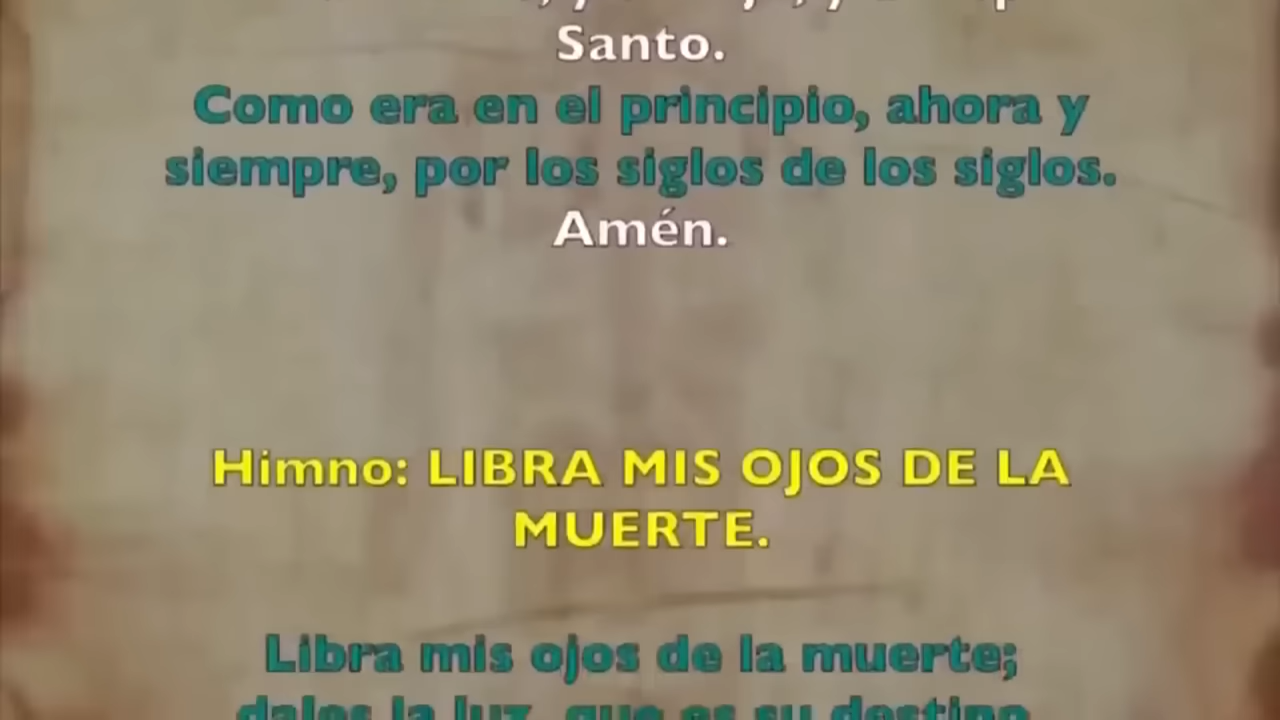 Santo.
Como era en el principio, ahora y
siempre, por los siglos de los siglos.
Amén.
Himno: LIBRA MIS OJOS DE LA
MUERTE.
Libra mis ojos de la muerte;
dales la luz, que es su destino.